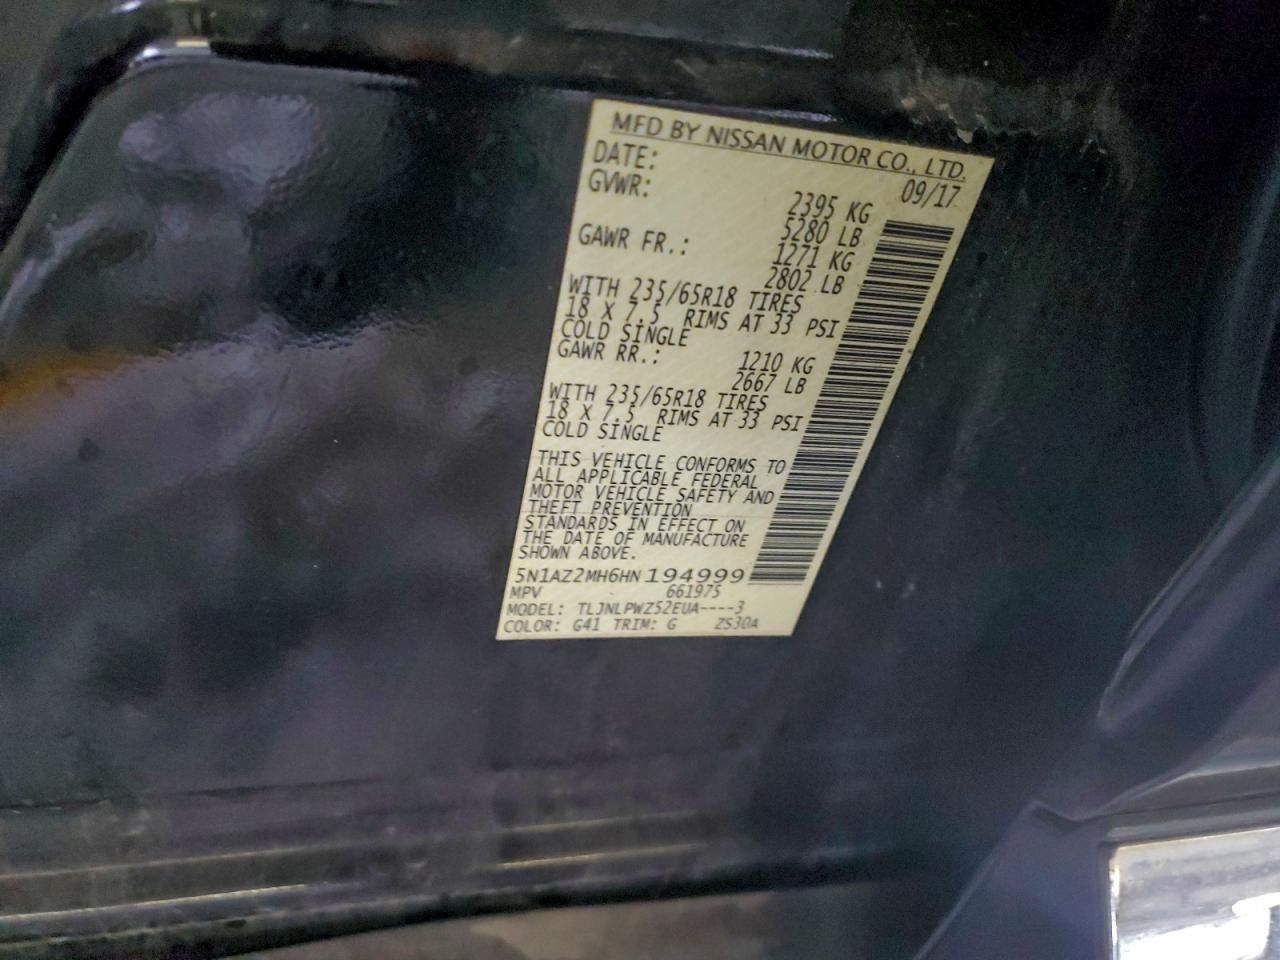 MFD BY NISSAN MOTOR CO., LTD.
DATE: 09/17
GVWR: 2395 KG
5280 LB
GAWR FR.: 1271 KG
2802 LB
WITH 235/65R18 TIRES
18 X 7.5 RIMS AT 33 PSI
COLD SINGLE
GAWR RR.: 1210 KG
2667 LB
WITH 235/65R18 TIRES
18 X 7.5 RIMS AT 33 PSI
COLD SINGLE
THIS VEHICLE CONFORMS TO
ALL APPLICABLE FEDERAL
MOTOR VEHICLE SAFETY AND
THEFT PREVENTION
STANDARDS IN EFFECT ON
THE DATE OF MANUFACTURE
SHOWN ABOVE.
5N1AZ2MH6HN194999
MPV 661975
MODEL: TLJNLPWZ52EUA----3
COLOR: G41 TRIM: G ZS30A